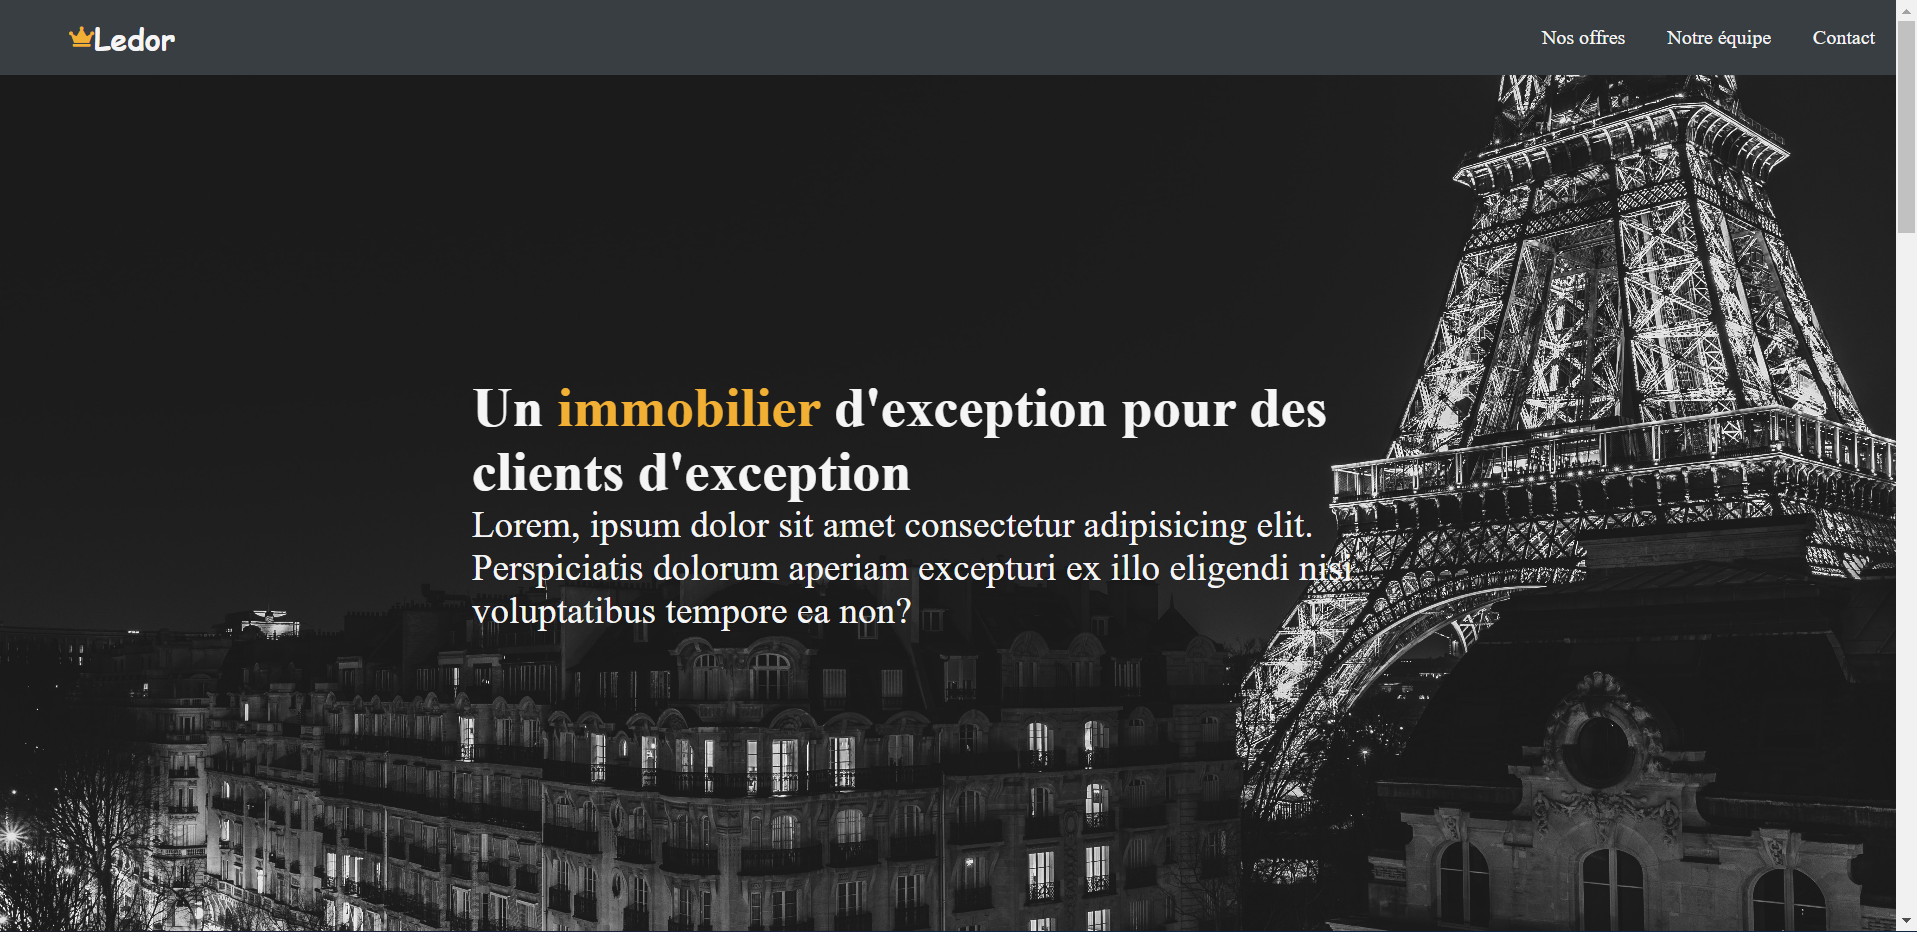 Ledor
Nos offres
Notre équipe
Contact
Un immobilier d'exception pour des
clients d'exception
Lorem, ipsum dolor sit amet consectetur adipisicing elit.
Perspiciatis dolorum aperiam excepturi ex illo eligendi nisi
voluptatibus tempore ea non?